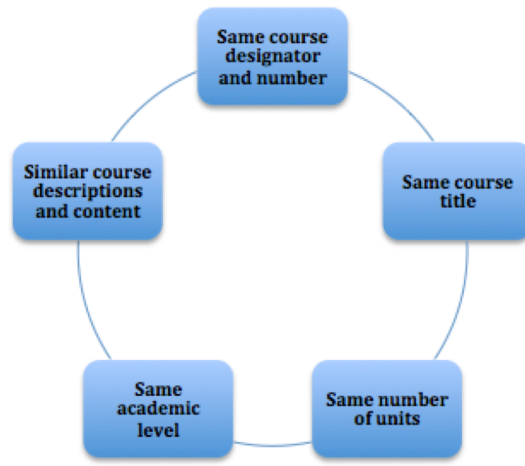 Same course
designator
and number
Same course
title
Same number
of units
Same
academic
level
Similar course
descriptions
and content